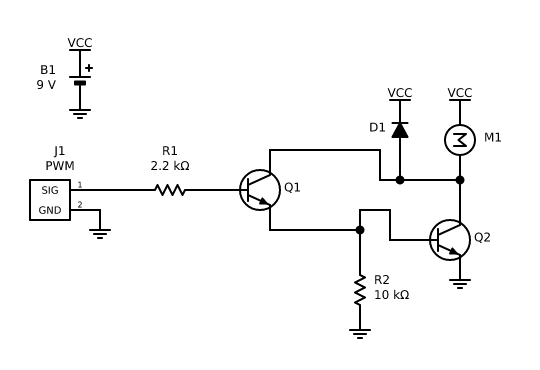 VCC
B1
9 V
+
VCC
VCC
D1
M1
J1
PWM
R1
2.2 kΩ
SIG
1
GND
2
Q1
Q2
R2
10 kΩ